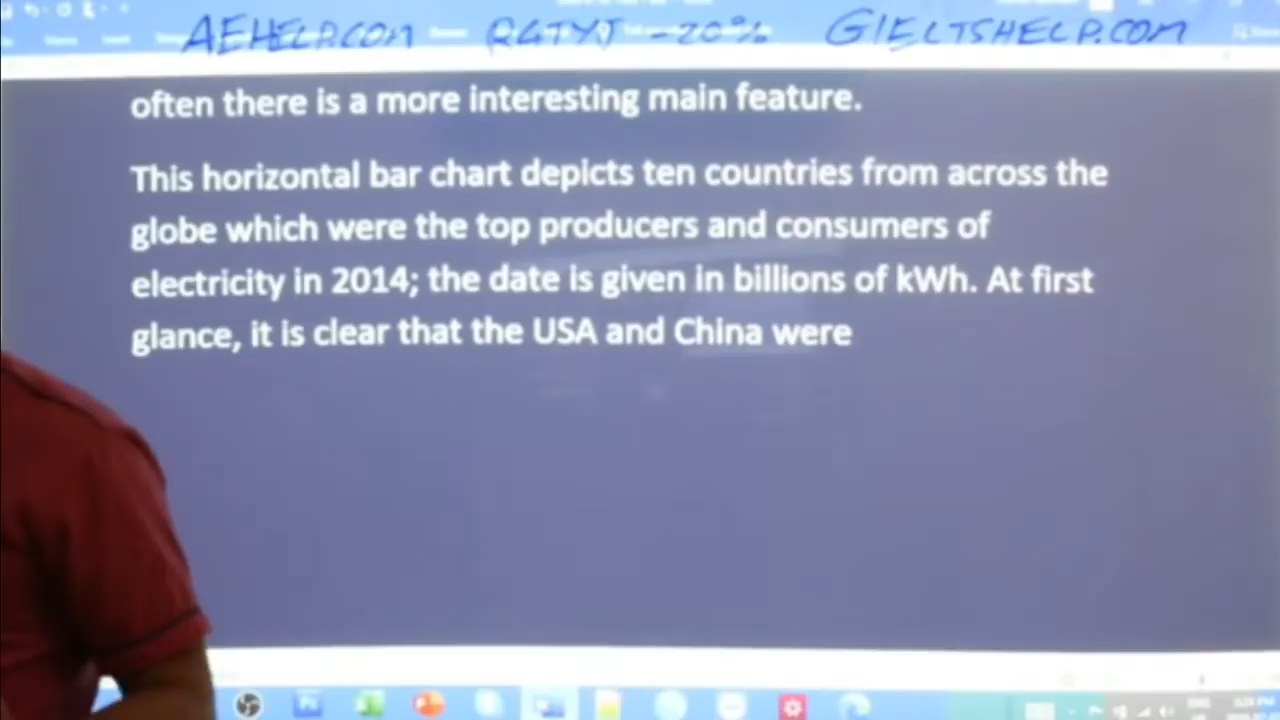 AEHELP.COM R4TYJ -20% GIELTSHELP.COM
often there is a more interesting main feature.
This horizontal bar chart depicts ten countries from across the
globe which were the top producers and consumers of
electricity in 2014; the date is given in billions of kWh. At first
glance, it is clear that the USA and China were